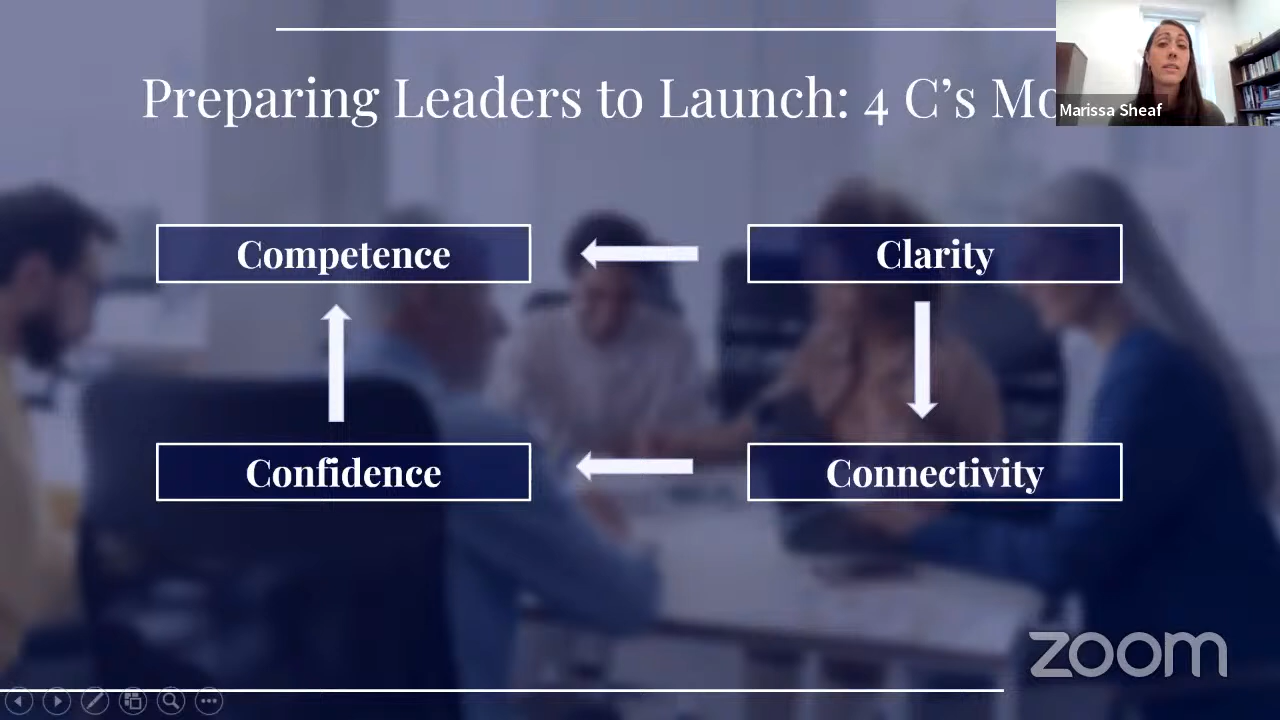 Preparing Leaders to Launch: 4 C’s Mo
Marissa Sheaf
Competence
Clarity
Confidence
Connectivity
zoom